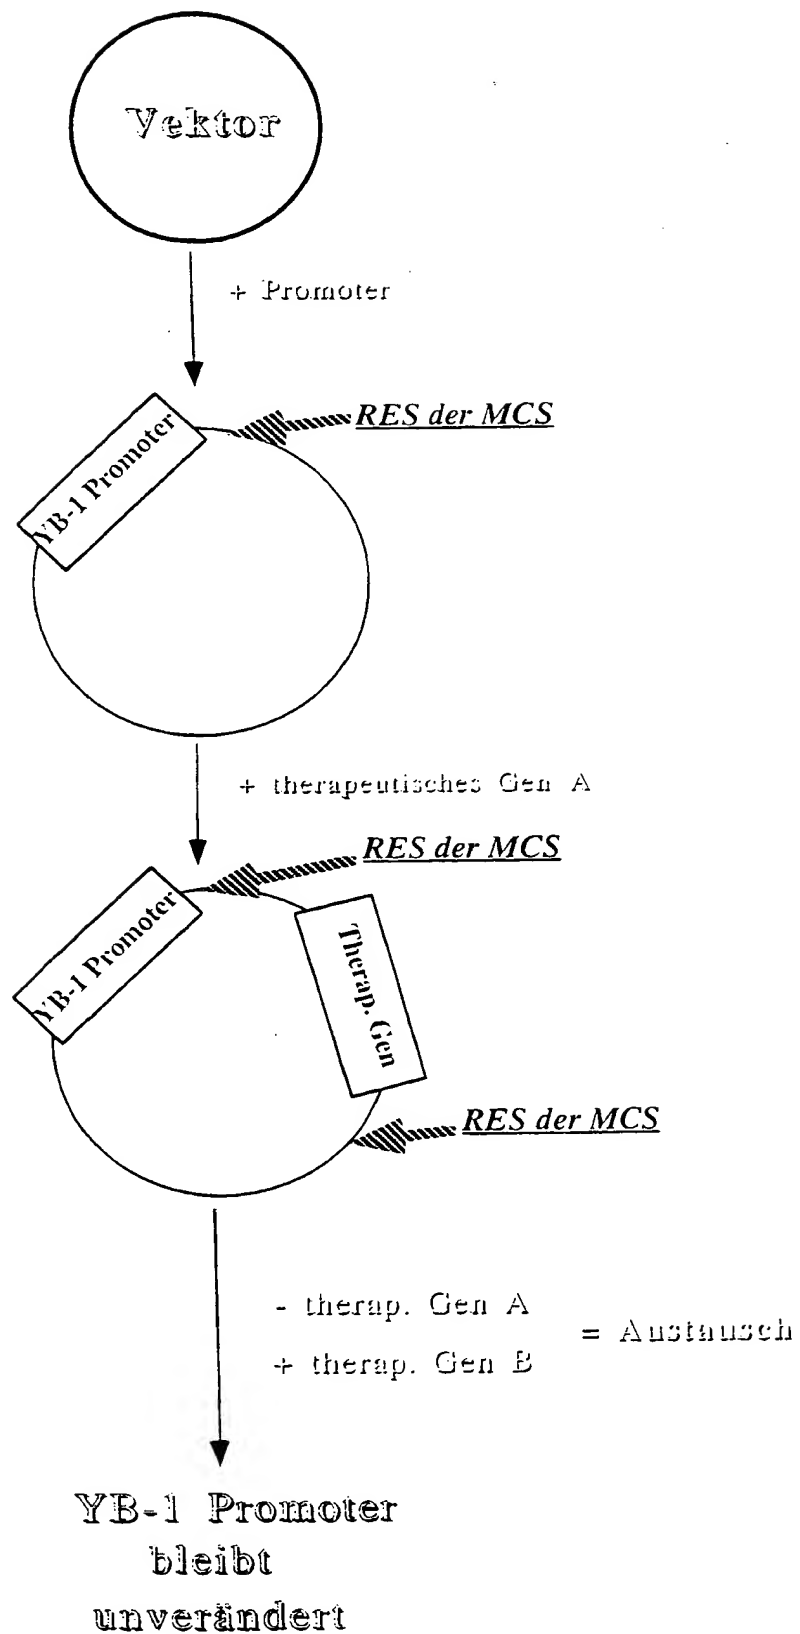 Vektor
+ Promoter
RES der MCS
YB-1 Promoter
+ therapeutisches Gen A
RES der MCS
YB-1 Promoter
Therap. Gen
RES der MCS
- therap. Gen A
= Austausch
+ therap. Gen B
YB-1 Promoter
bleibt
unverändert